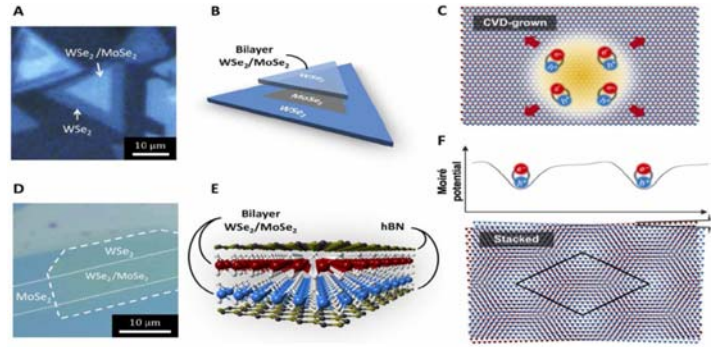 A
WSe₂/MoSe₂
WSe₂
10 µm
B
Bilayer
WSe₂/MoSe₂
WSe₂
MoSe₂
WSe₂
C
CVD-grown
D
WSe₂
WSe₂/MoSe₂
MoSe₂
10 µm
E
Bilayer
WSe₂/MoSe₂
hBN
F
Moiré
potential
Stacked